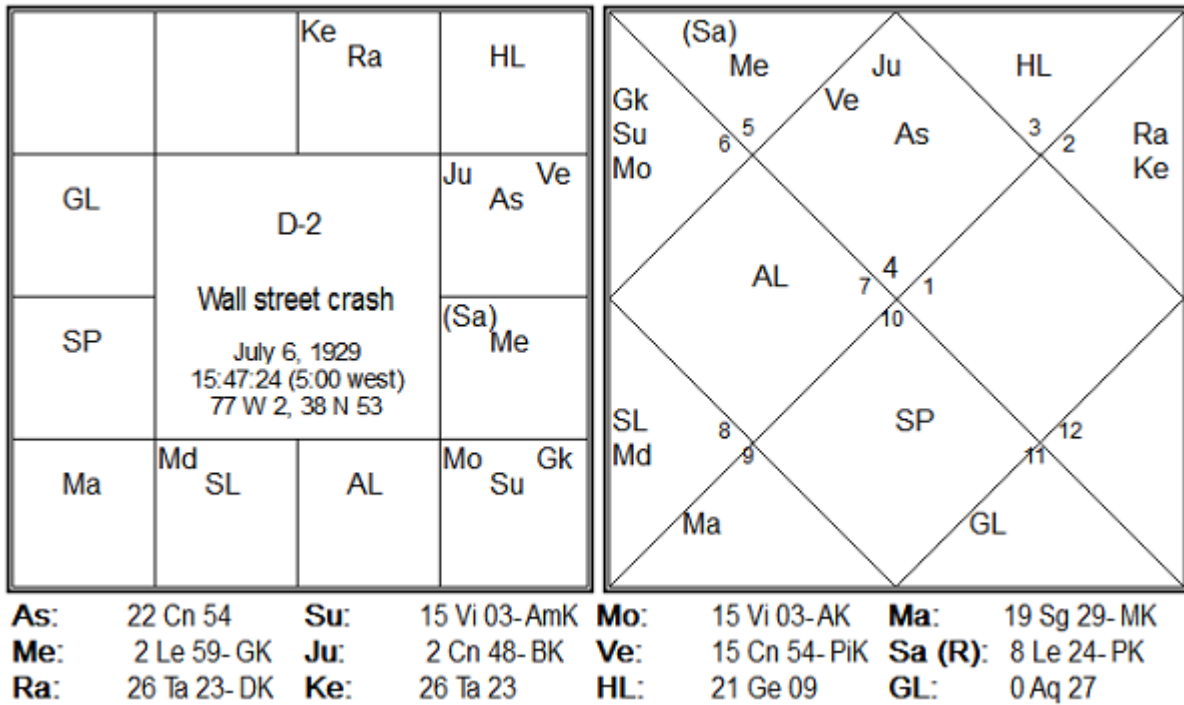 Ke
Ra
HL
GL
D-2
Ju Ve
As
SP
Wall street crash
July 6, 1929
15:47:24 (5:00 west)
77 W 2, 38 N 53
(Sa)
Me
Ma
Md
SL
AL
Mo Gk
Su
(Sa)
Me
Ju
Ve
As
HL
Gk
Su
Mo
5
6
3
2
Ra
Ke
AL
4
7
1
10
SL
Md
8
9
SP
12
11
Ma
GL
As: 22 Cn 54 Su: 15 Vi 03- AmK Mo: 15 Vi 03- AK Ma: 19 Sg 29- MK
Me: 2 Le 59- GK Ju: 2 Cn 48- BK Ve: 15 Cn 54- PiK Sa (R): 8 Le 24- PK
Ra: 26 Ta 23- DK Ke: 26 Ta 23 HL: 21 Ge 09 GL: 0 Aq 27